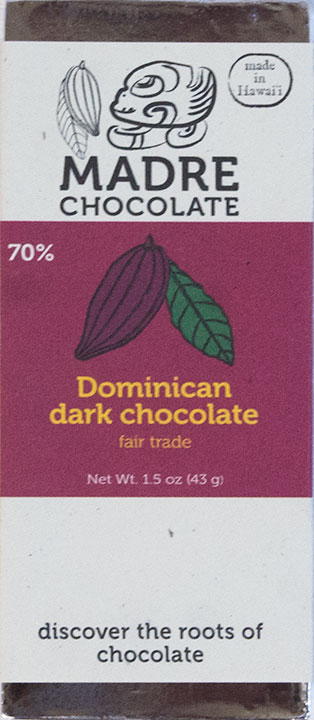 made
in
Hawai'i
MADRE
CHOCOLATE
70%
Dominican
dark chocolate
fair trade
Net Wt. 1.5 oz (43 g)
discover the roots of
chocolate